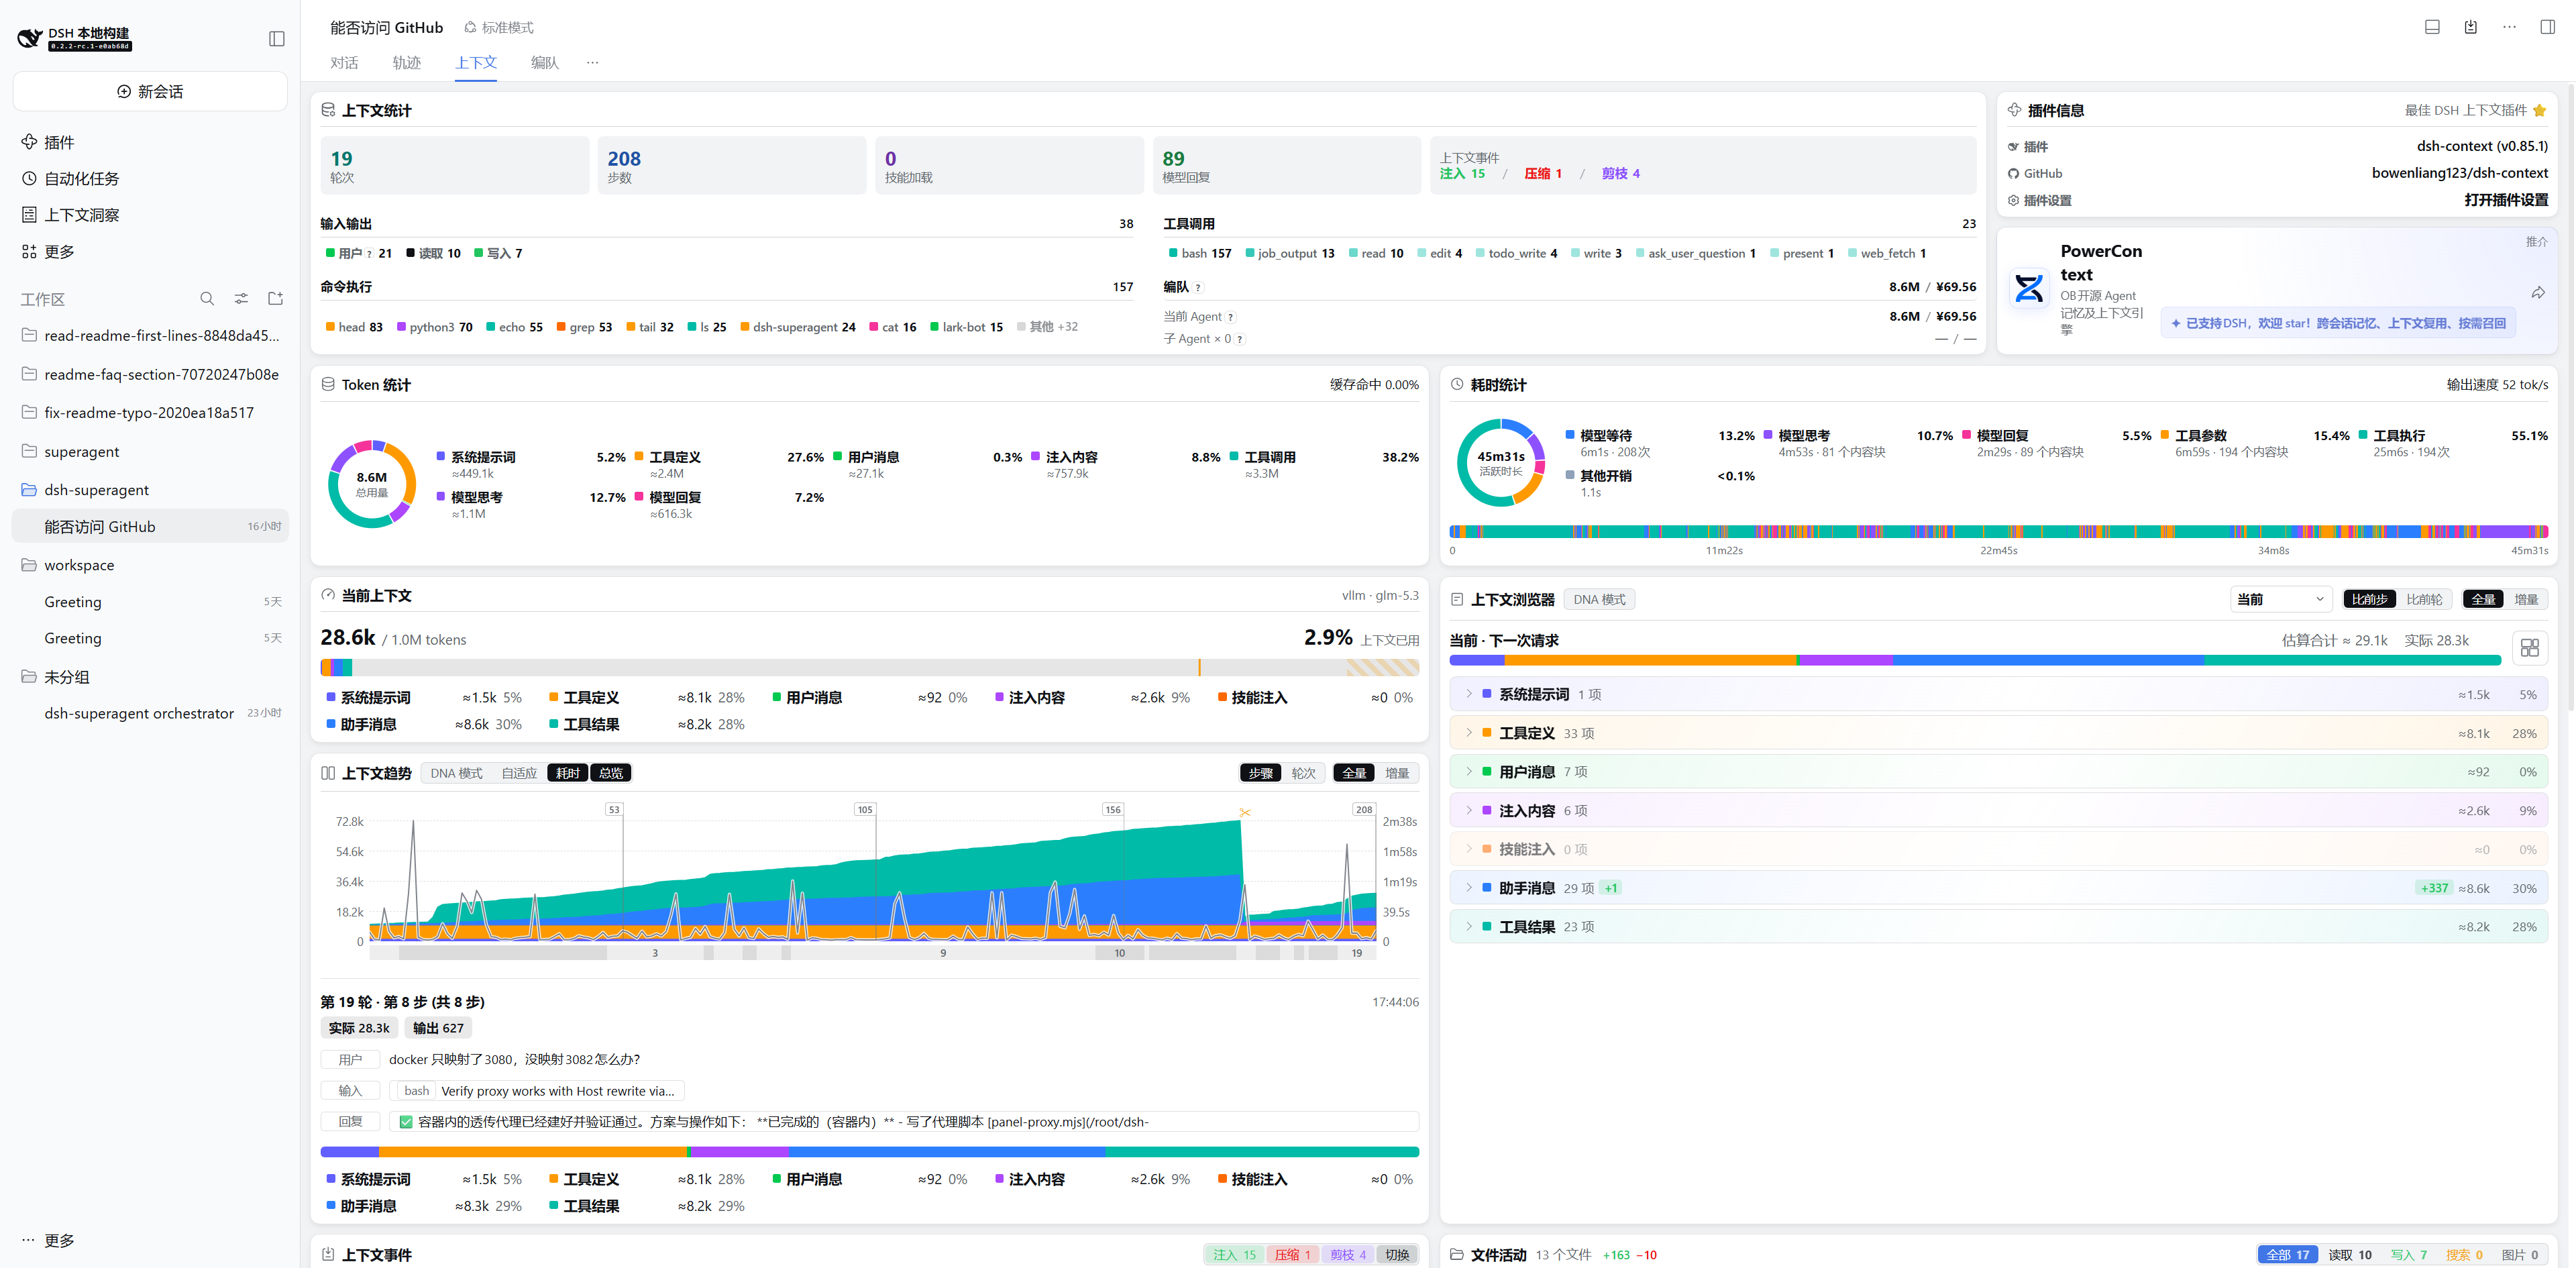 DSH 本地构建
0.2.2-rc.1-e0ab68d
新会话
插件
自动化任务
上下文洞察
更多
工作区
read-readme-first-lines-8848da45...
readme-faq-section-70720247b08e
fix-readme-typo-2020ea18a517
superagent
dsh-superagent
能否访问 GitHub 16小时
workspace
Greeting 5天
Greeting 5天
未分组
dsh-superagent orchestrator 23小时
··· 更多
能否访问 GitHub 标准模式
对话 轨迹 上下文 编队 ···
上下文统计
19 轮次
208 步数
0 技能加载
89 模型回复
上下文事件
注入 15 / 压缩 1 / 剪枝 4
输入输出 38
用户 ? 21 读取 10 写入 7
工具调用 23
bash 157 job_output 13 read 10 edit 4 todo_write 4 write 3 ask_user_question 1 present 1 web_fetch 1
命令执行 157
head 83 python3 70 echo 55 grep 53 tail 32 ls 25 dsh-superagent 24 cat 16 lark-bot 15 其他 +32
编队 ? 8.6M / ¥69.56
当前 Agent ? 8.6M / ¥69.56
子 Agent × 0 ? — / —
插件信息 最佳 DSH 上下文插件
插件 dsh-context (v0.85.1)
GitHub bowenliang123/dsh-context
插件设置 打开插件设置
推介
PowerCon
text
OB开源 Agent
记忆及上下文引
擎
已支持DSH，欢迎 star！跨会话记忆、上下文复用、按需召回
Token 统计 缓存命中 0.00%
8.6M
总用量
系统提示词 5.2% 工具定义 27.6% 用户消息 0.3% 注入内容 8.8% 工具调用 38.2%
≈449.1k ≈2.4M ≈27.1k ≈757.9k ≈3.3M
模型思考 12.7% 模型回复 7.2%
≈1.1M ≈616.3k
耗时统计 输出速度 52 tok/s
45m31s
活跃时长
模型等待 13.2% 模型思考 10.7% 模型回复 5.5% 工具参数 15.4% 工具执行 55.1%
6m1s · 208次 4m53s · 81 个内容块 2m29s · 89 个内容块 6m59s · 194 个内容块 25m6s · 194次
其他开销 <0.1%
1.1s
0 11m22s 22m45s 34m8s 45m31s
当前上下文 vllm · glm-5.3
28.6k / 1.0M tokens 2.9% 上下文已用
系统提示词 ≈1.5k 5% 工具定义 ≈8.1k 28% 用户消息 ≈92 0% 注入内容 ≈2.6k 9% 技能注入 ≈0 0%
助手消息 ≈8.6k 30% 工具结果 ≈8.2k 28%
上下文趋势 DNA 模式 自适应 耗时 总览 步骤 轮次 全量 增量
53 105 156 208
72.8k 2m38s
54.6k 1m58s
36.4k 1m19s
18.2k 39.5s
0 0
3 9 10 19
第 19 轮 · 第 8 步 (共 8 步) 17:44:06
实际 28.3k 输出 627
用户 docker 只映射了3080，没映射3082怎么办?
输入 bash Verify proxy works with Host rewrite via...
回复 ✅ 容器内的透传代理已经建好并验证通过。方案与操作如下： **已完成的（容器内）** - 写了代理脚本 [panel-proxy.mjs](/root/dsh-
系统提示词 ≈1.5k 5% 工具定义 ≈8.1k 28% 用户消息 ≈92 0% 注入内容 ≈2.6k 9% 技能注入 ≈0 0%
助手消息 ≈8.3k 29% 工具结果 ≈8.2k 29%
上下文浏览器 DNA 模式 当前 比前步 比前轮 全量 增量
当前 · 下一次请求 估算合计 ≈ 29.1k 实际 28.3k
系统提示词 1 项 ≈1.5k 5%
工具定义 33 项 ≈8.1k 28%
用户消息 7 项 ≈92 0%
注入内容 6 项 ≈2.6k 9%
技能注入 0 项 ≈0 0%
助手消息 29 项 +1 +337 ≈8.6k 30%
工具结果 23 项 ≈8.2k 28%
上下文事件 注入 15 压缩 1 剪枝 4 切换
文件活动 13 个文件 +163 −10 全部 17 读取 10 写入 7 搜索 0 图片 0